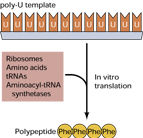 poly-U template
U U U U U U U U
Ribosomes
Amino acids
tRNAs
Aminoacyl-tRNA
synthetases
In vitro
translation
Polypeptide Phe Phe Phe Phe